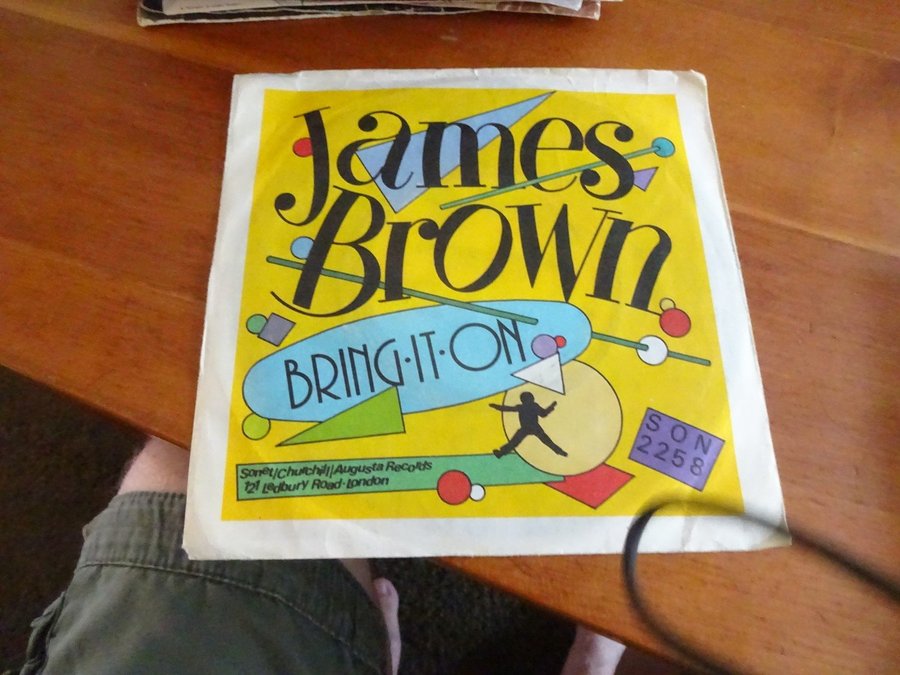 James
Brown
BRING·IT·ON
SON
2258
Sonet/Churchill/Augusta Records
121 Ledbury Road·London